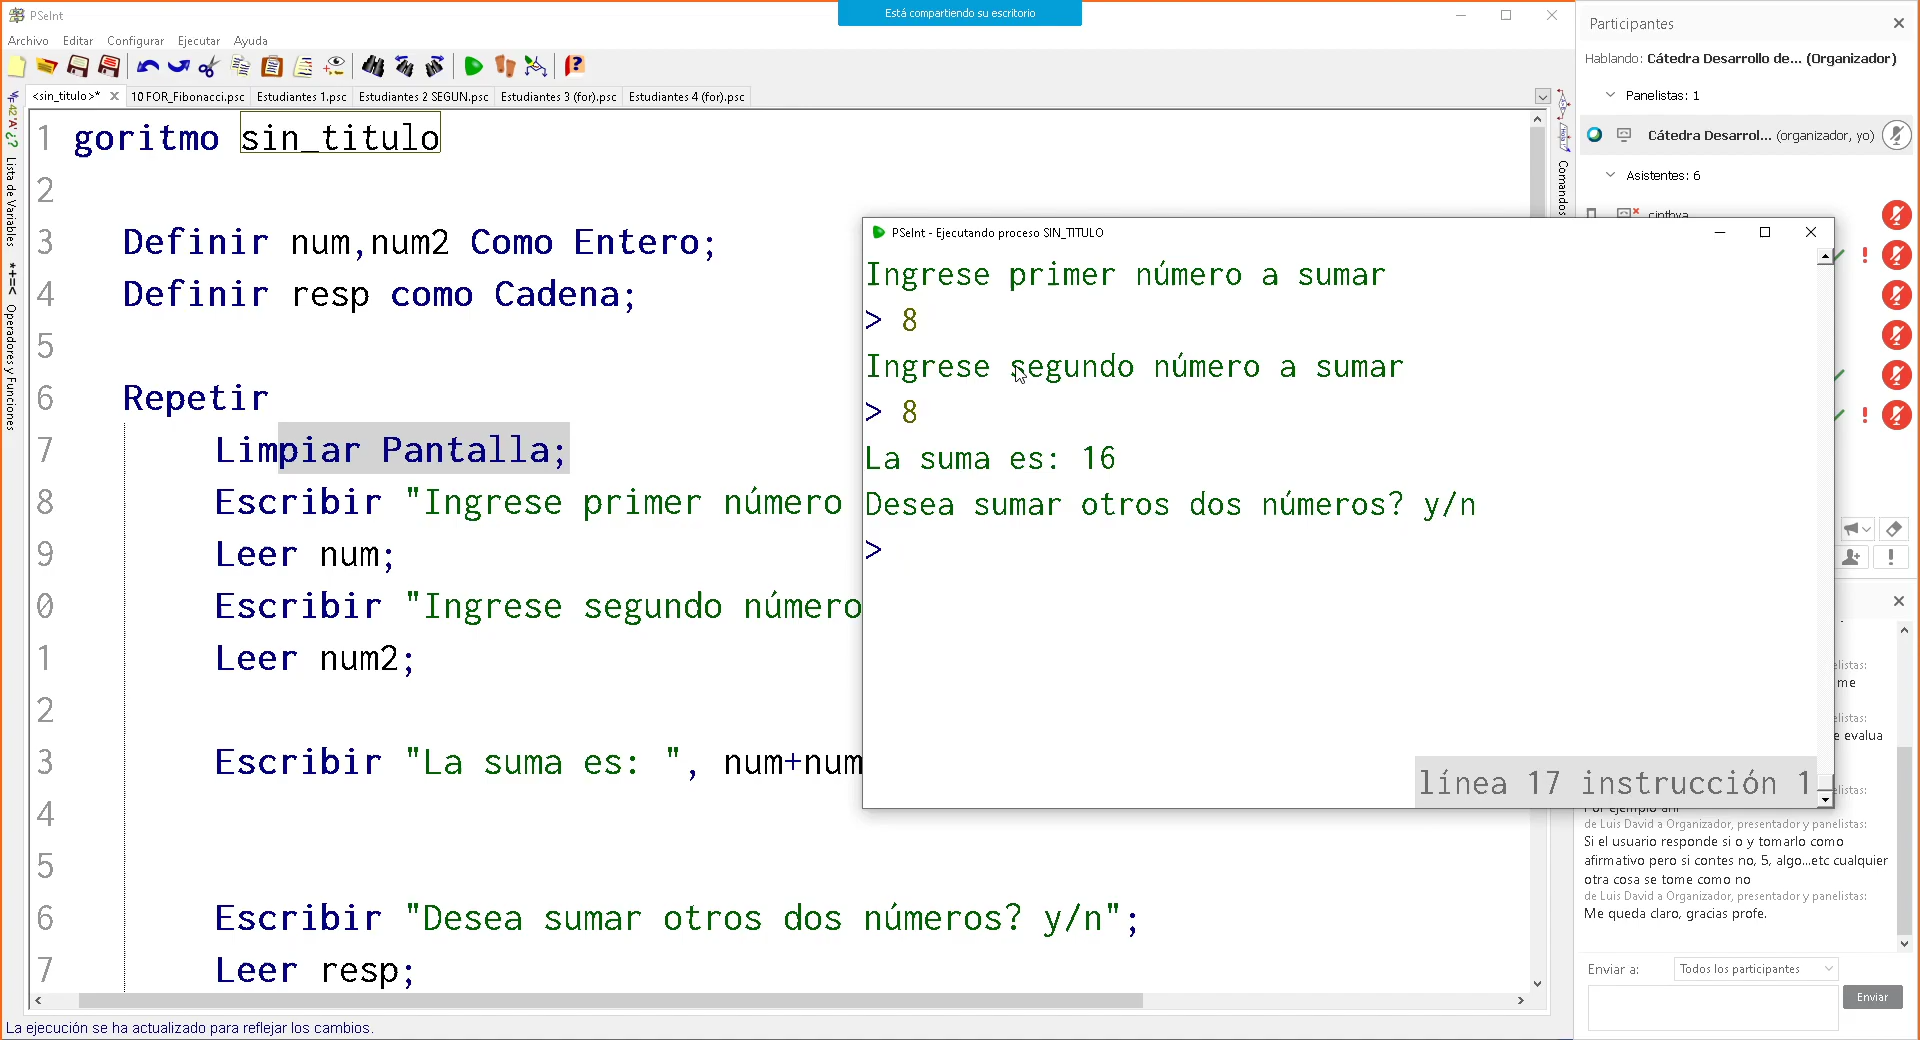 PSeInt
Está compartiendo su escritorio
Archivo Editar Configurar Ejecutar Ayuda
<sin_titulo>* 10 FOR_Fibonacci.psc Estudiantes 1.psc Estudiantes 2 SEGUN.psc Estudiantes 3 (for).psc Estudiantes 4 (for).psc
Lista de Variables
*+=< Operadores y Funciones
1 goritmo sin_titulo
2
3 Definir num,num2 Como Entero;
4 Definir resp como Cadena;
5
6 Repetir
7 Limpiar Pantalla;
8 Escribir "Ingrese primer número
9 Leer num;
0 Escribir "Ingrese segundo número
1 Leer num2;
2
3 Escribir "La suma es: ", num+num
4
5
6 Escribir "Desea sumar otros dos números? y/n";
7 Leer resp;
La ejecución se ha actualizado para reflejar los cambios.
Comandos
PSeInt - Ejecutando proceso SIN_TITULO
Ingrese primer número a sumar
> 8
Ingrese segundo número a sumar
> 8
La suma es: 16
Desea sumar otros dos números? y/n
>
línea 17 instrucción 1
Participantes
Hablando: Cátedra Desarrollo de... (Organizador)
Panelistas: 1
Cátedra Desarrol... (organizador, yo)
Asistentes: 6
cinthya
elistas:
me
elistas:
e evalua
elistas:
Por ejemplo ahi
de Luis David a Organizador, presentador y panelistas:
Si el usuario responde si o y tomarlo como
afirmativo pero si contes no, 5, algo...etc cualquier
otra cosa se tome como no
de Luis David a Organizador, presentador y panelistas:
Me queda claro, gracias profe.
Enviar a: Todos los participantes
Enviar